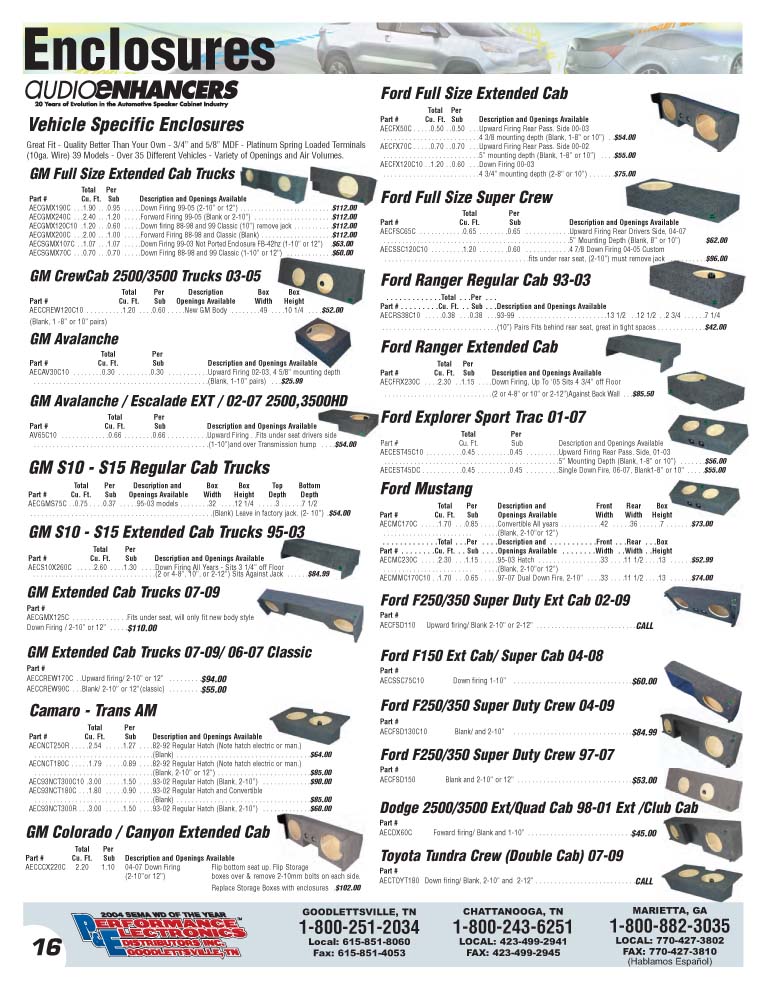 Enclosures
AUDIOENHANCERS
20 Years of Evolution in the Automotive Speaker Cabinet Industry
Vehicle Specific Enclosures
Great Fit - Quality Better Than Your Own - 3/4" and 5/8" MDF - Platinum Spring Loaded Terminals
(10ga. Wire) 39 Models - Over 35 Different Vehicles - Variety of Openings and Air Volumes.
GM Full Size Extended Cab Trucks
Total Per
Part # Cu. Ft. Sub Description and Openings Available
AECGMX190C . . 1.90 . .0.95 . . . . .Down Firing 99-05 (2-10" or 12") . . . $112.00
AECGMX240C . . 2.40 . .1.20 . . . . .Forward Firing 99-05 (Blank or 2-10") . . . $112.00
AECGMX120C10 . 1.20 . .0.60 . . . . .Down firing 88-98 and 99 Classic (10") remove jack . . . $112.00
AECGMX200C . . 2.00 . .1.00 . . . . .Forward Firing 88-98 and Classic (Blank) . . . $112.00
AECSGMX107C . . 1.07 . .1.07 . . . . .Down Firing 99-03 Not Ported Enclosure FB-42hz (1-10" or 12") $63.00
AECSGMX70C . . 0.70 . .0.70 . . . . .Down Firing 88-98 and 99 Classic (1-10" or 12") . . . $60.00
GM CrewCab 2500/3500 Trucks 03-05
Total Per Description Box Box
Part # Cu. Ft. Sub Openings Available Width Height
AECCREW120C10 . . . 1.20 . . .0.60 . . . .New GM Body . . . .49 . . . .10 1/4 . . . .$52.00
(Blank, 1 -8" or 10" pairs)
GM Avalanche
Total Per
Part # Cu. Ft. Sub Description and Openings Available
AECAV30C10 . . . 0.30 . . . 0.30 . . . Upward Firing 02-03, 4 5/8" mounting depth
. . . (Blank, 1-10" pairs) . . . $25.99
GM Avalanche / Escalade EXT / 02-07 2500,3500HD
Total Per
Part # Cu. Ft. Sub Description and Openings Available
AV65C10 . . . 0.66 . . . 0.66 . . . Upward Firing . .Fits under seat drivers side
. . . (1-10")and over Transmission hump . . . $54.00
GM S10 - S15 Regular Cab Trucks
Total Per Description and Box Box Top Bottom
Part # Cu. Ft. Sub Openings Available Width Height Depth Depth
AECGMS75C . .0.75 . . .0.37 . . . .95-03 models . . . .32 . . .12 1/4 . . . .3 . . . .7 1/2
. . . (Blank) Leave in factory jack. (2- 10") $54.00
GM S10 - S15 Extended Cab Trucks 95-03
Total Per
Part # Cu. Ft. Sub Description and Openings Available
AECS10X260C . . . 2.60 . . .1.30 . . . .Down Firing All Years - Sits 3 1/4" off Floor
(2 or 4-8", 10", or 2-12") Sits Against Jack . . . $84.99
GM Extended Cab Trucks 07-09
Part #
AECGMX125C . . . Fits under seat, will only fit new body style
Down Firing / 2-10" or 12" . . . . .$110.00
GM Extended Cab Trucks 07-09/ 06-07 Classic
Part #
AECCREW170C . .Upward firing/ 2-10" or 12" . . . $94.00
AECCREW90C . . .Blank/ 2-10" or 12"(classic) . . . $55.00
Camaro - Trans AM
Total Per
Part # Cu. Ft. Sub Description and Openings Available
AECNCT250R . . . .2.54 . . . .1.27 . . . .82-92 Regular Hatch (Note hatch electric or man.)
. . . (Blank) . . . $64.00
AECNCT180C . . . .1.79 . . . .0.89 . . .82-92 Regular Hatch (Note hatch electric or man.)
. . . (Blank, 2-10" or 12") . . . $85.00
AEC93NCT300C10 .3.00 . . . .1.50 . . . .93-02 Regular Hatch (Blank, 2-10") . . . $90.00
AEC93NCT180C . . .1.80 . . . .0.90 . . . .93-02 Regular Hatch and Convertible
. . . (Blank) . . . $85.00
AEC93NCT300R . . .3.00 . . . .1.50 . . . .93-02 Regular Hatch (Blank, 2-10") . . . $60.00
GM Colorado / Canyon Extended Cab
Total Per
Part # Cu. Ft. Sub Description and Openings Available
AECCCX220C 2.20 1.10 04-07 Down Firing Flip bottom seat up. Flip Storage
(2-10"or 12") boxes over & remove 2-10mm bolts on each side.
Replace Storage Boxes with enclosures .$102.00
Ford Full Size Extended Cab
Total Per
Part # Cu. Ft. Sub Description and Openings Available
AECFX50C . . . . .0.50 . .0.50 . . .Upward Firing Rear Pass. Side 00-03
. . . 4 3/8 mounting depth (Blank, 1-8" or 10") . . $54.00
AECFX70C . . . . .0.70 . .0.70 . . .Upward Firing Rear Pass. Side 00-02
. . . 5" mounting depth (Blank, 1-8" or 10") . . . $55.00
AECFX120C10 . .1.20 . .0.60 . . .Down Firing 00-03
. . . 4 3/4" mounting depth (2-8" or 10") . . . $75.00
Ford Full Size Super Crew
Total Per
Part # Cu. Ft. Sub Description and Openings Available
AECFSC65C . . . 0.65 . . . 0.65 . . . Upward Firing Rear Drivers Side, 04-07
. . . .5" Mounting Depth (Blank, 8" or 10") $62.00
AECSSC120C10 . . . 1.20 . . . 0.60 . . . 4 7/8 Down Firing 04-05 Custom
. . . fits under rear seat, (2-10") must remove jack . . . $96.00
Ford Ranger Regular Cab 93-03
. . . Total . . .Per . . .
Part # . . . Cu. Ft. . . . Sub . . .Description and Openings Available
AECRS38C10 . . . .0.38 . . .0.38 . . .93-99 . . . 13 1/2 . .12 1/2 . . 2 3/4 . . . .7 1/4
. . . (10") Pairs Fits behind rear seat, great in tight spaces . . . $42.00
Ford Ranger Extended Cab
Total Per
Part # Cu. Ft. Sub Description and Openings Available
AECFRX230C . . . .2.30 . . 1.15 . . . .Down Firing, Up To '05 Sits 4 3/4" off Floor
. . . (2 or 4-8" or 10" or 2-12")Against Back Wall . . .$85.50
Ford Explorer Sport Trac 01-07
Total Per
Part # Cu. Ft. Sub Description and Openings Available
AECEST45C10 . . . 0.45 . . . 0.45 . . . Upward Firing Rear Pass. Side, 01-03
. . . .5" Mounting Depth (Blank, 1-8" or 10") . . . $56.00
AECEST45DC . . . 0.45 . . . 0.45 . . . Single Down Fire, 06-07, Blank1-8" or 10" . . .$55.00
Ford Mustang
Total Per Description and Front Rear Box
Part # Cu. Ft. Sub Openings Available Width Width Height
AECMC170C . . . 1.70 . . .0.85 . . . .Convertible All years . . . .42 . . . .36 . . . . .7 . . . $73.00
. . . (Blank, 2-10"or 12")
. . . Total . . .Per . . . .Description and . . . Front . . .Rear . . .Box
Part # . . . Cu. Ft. . . . Sub . . . .Openings Available . . . Width . .Width . .Height
AECMC230C . . . 2.30 . . .1.15 . . . .95-03 Hatch . . . .33 . . .11 1/2 . . . .13 . . . $52.99
. . . (Blank, 2-10"or 12")
AECMMC170C10 . . 1.70 . . .0.65 . . . .97-07 Dual Down Fire, 2-10" . . . .33 . . .11 1/2 . . . .13 . . . $74.00
Ford F250/350 Super Duty Ext Cab 02-09
Part #
AECFSD110 Upward firing/ Blank 2-10" or 2-12" . . . CALL
Ford F150 Ext Cab/ Super Cab 04-08
Part #
AECSSC75C10 Down firing 1-10" . . . $60.00
Ford F250/350 Super Duty Crew 04-09
Part #
AECFSD130C10 Blank/ and 2-10" . . . $84.99
Ford F250/350 Super Duty Crew 97-07
Part #
AECFSD150 Blank and 2-10" or 12" . . . $53.00
Dodge 2500/3500 Ext/Quad Cab 98-01 Ext /Club Cab
Part #
AECDX60C Foward firing/ Blank and 1-10" . . . $45.00
Toyota Tundra Crew (Double Cab) 07-09
Part #
AECTOYT180 Down firing/ Blank, 2-10" and 2-12" . . . CALL
16
2004 SEMA WD OF THE YEAR
PERFORMANCE
& ELECTRONICS
DISTRIBUTORS INC.
GOODLETTSVILLE, TN
GOODLETTSVILLE, TN
1-800-251-2034
Local: 615-851-8060
Fax: 615-851-4053
CHATTANOOGA, TN
1-800-243-6251
LOCAL: 423-499-2941
FAX: 423-499-2945
MARIETTA, GA
1-800-882-3035
LOCAL: 770-427-3802
FAX: 770-427-3810
(Hablamos Español)